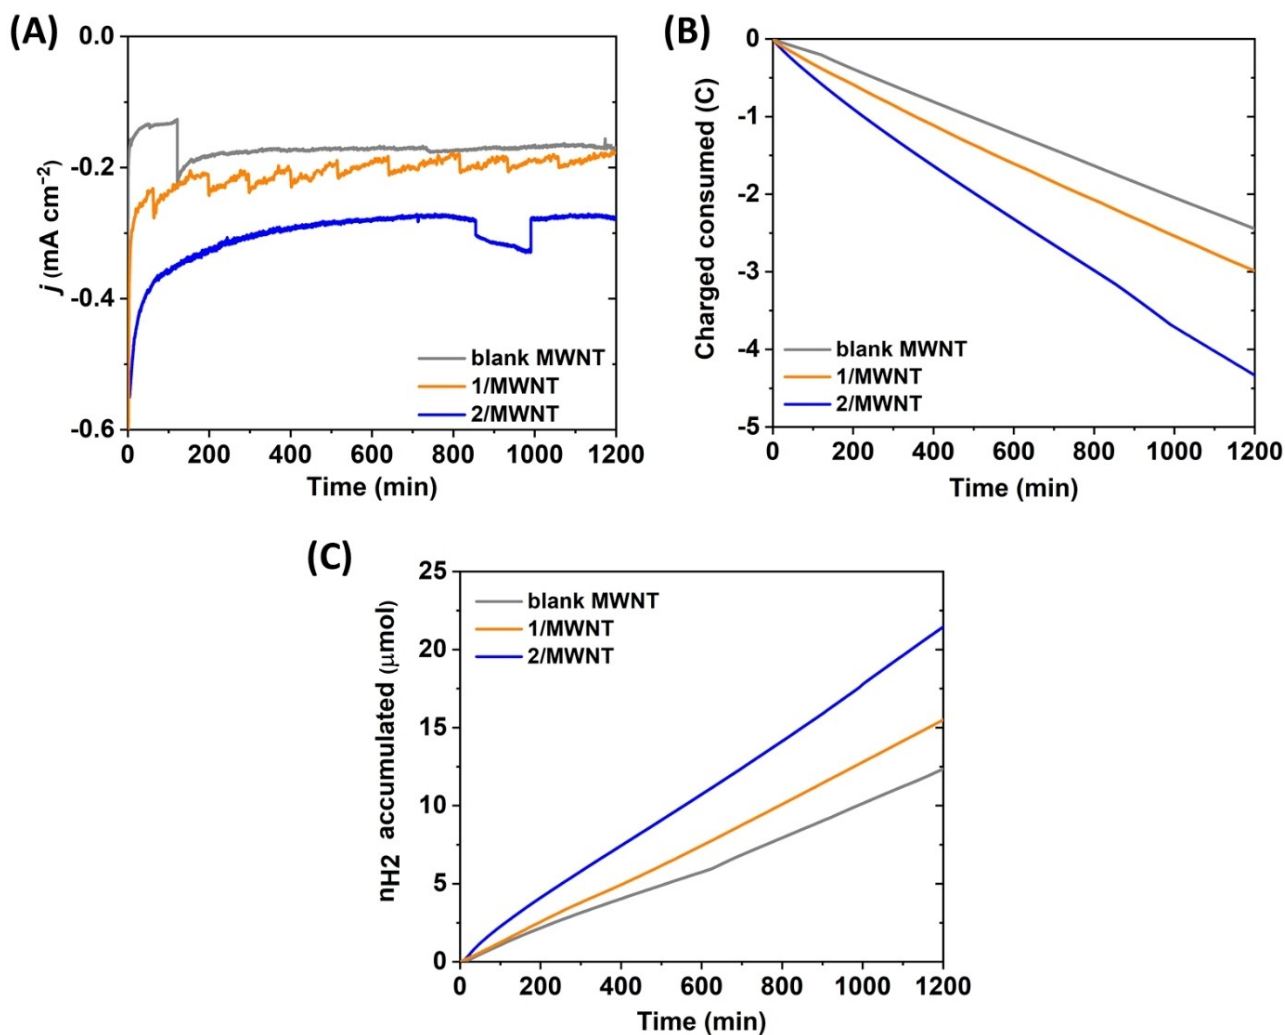 (A)
0.0
-0.2
-0.4
-0.6
j (mA cm⁻²)
blank MWNT
1/MWNT
2/MWNT
0 200 400 600 800 1000 1200
Time (min)
(B)
0
-1
-2
-3
-4
-5
Charged consumed (C)
blank MWNT
1/MWNT
2/MWNT
0 200 400 600 800 1000 1200
Time (min)
(C)
25
20
15
10
5
0
nH2 accumulated (μmol)
blank MWNT
1/MWNT
2/MWNT
0 200 400 600 800 1000 1200
Time (min)